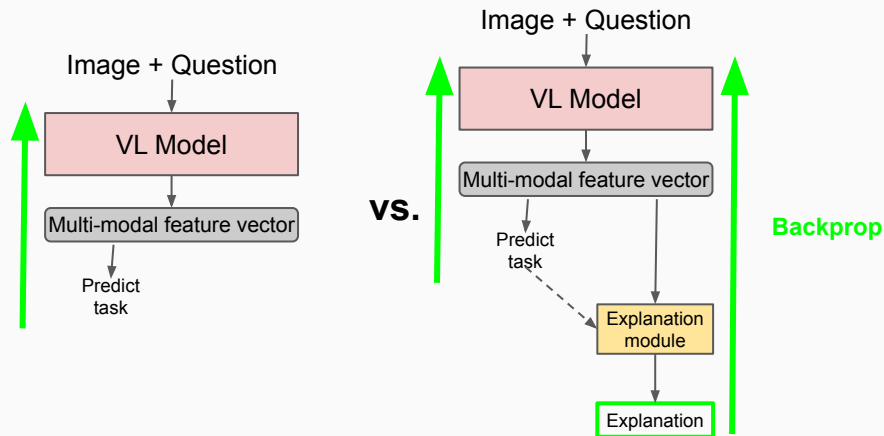 Image + Question
VL Model
Multi-modal feature vector
Predict
task
vs.
Image + Question
VL Model
Multi-modal feature vector
Predict
task
Explanation
module
Explanation
Backprop